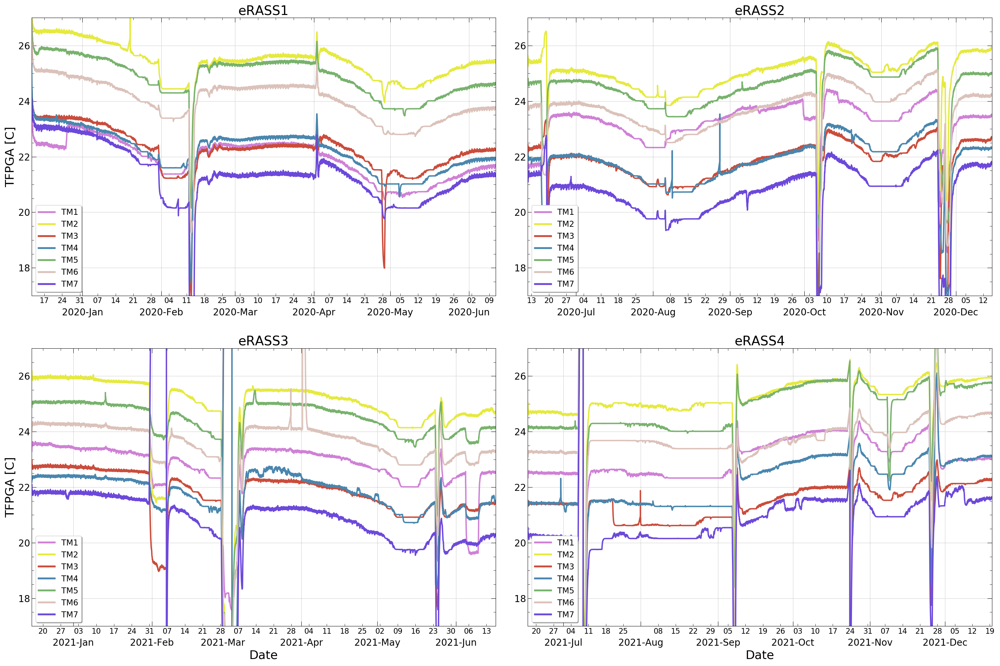 eRASS1
TFPGA [C]
26
24
22
20
18
TM1
TM2
TM3
TM4
TM5
TM6
TM7
17 24 31 07 14 21 28 04 11 18 25 03 10 17 24 31 07 14 21 28 05 12 19 26 02 09
2020-Jan 2020-Feb 2020-Mar 2020-Apr 2020-May 2020-Jun
eRASS2
26
24
22
20
18
TM1
TM2
TM3
TM4
TM5
TM6
TM7
13 20 27 04 11 18 25 08 15 22 29 05 12 19 26 03 10 17 24 31 07 14 21 28 05 12
2020-Jul 2020-Aug 2020-Sep 2020-Oct 2020-Nov 2020-Dec
eRASS3
TFPGA [C]
26
24
22
20
18
TM1
TM2
TM3
TM4
TM5
TM6
TM7
20 27 03 10 17 24 31 07 14 21 28 07 14 21 28 04 11 18 25 02 09 16 23 30 06 13
2021-Jan 2021-Feb 2021-Mar 2021-Apr 2021-May 2021-Jun
Date
eRASS4
26
24
22
20
18
TM1
TM2
TM3
TM4
TM5
TM6
TM7
20 27 04 11 18 25 08 15 22 29 05 12 19 26 03 10 17 24 31 07 14 21 28 05 12 19
2021-Jul 2021-Aug 2021-Sep 2021-Oct 2021-Nov 2021-Dec
Date